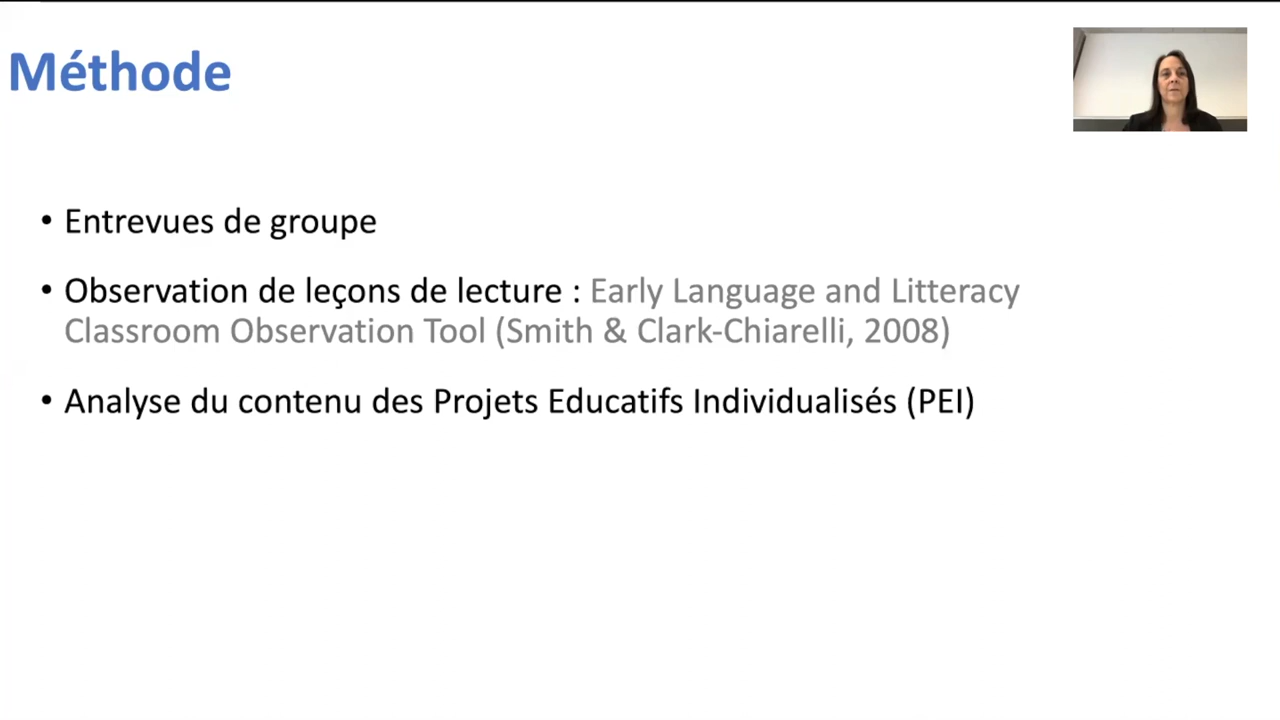 Méthode
• Entrevues de groupe
• Observation de leçons de lecture : Early Language and Litteracy
Classroom Observation Tool (Smith & Clark-Chiarelli, 2008)
• Analyse du contenu des Projets Educatifs Individualisés (PEI)